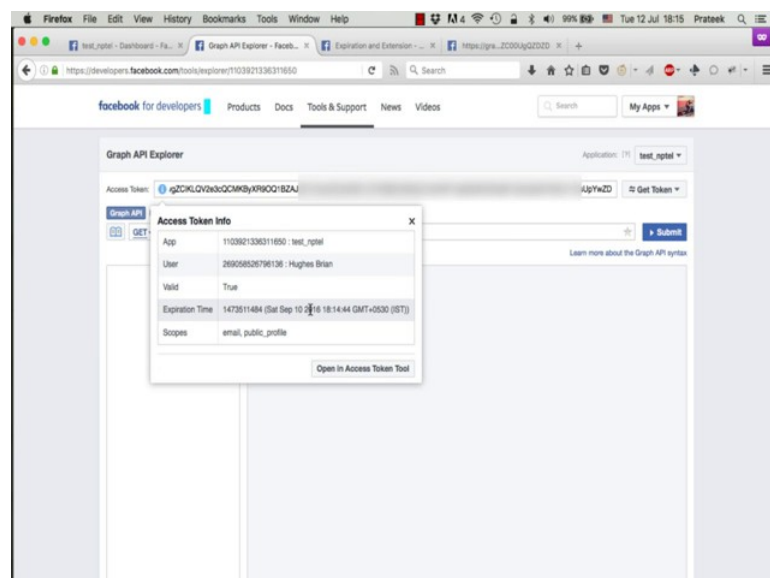 Firefox File Edit View History Bookmarks Tools Window Help 4 99% Tue 12 Jul 18:15 Prateek
test_nptel - Dashboard - Fa... × Graph API Explorer - Faceb... × Expiration and Extension - ... × https://gra...ZC00UgQZDZD × +
https://developers.facebook.com/tools/explorer/1103921336311650 Search
facebook for developers Products Docs Tools & Support News Videos Search My Apps
Graph API Explorer Application: [?] test_nptel
Access Token: Get Token
Graph API
GET Submit
Learn more about the Graph API syntax
Access Token Info ×
App 1103921336311650 : test_nptel
User 269058526796136 : Hughes Brian
Valid True
Expiration Time 1473511484 (Sat Sep 10 2016 18:14:44 GMT+0530 (IST))
Scopes email, public_profile
Open in Access Token Tool